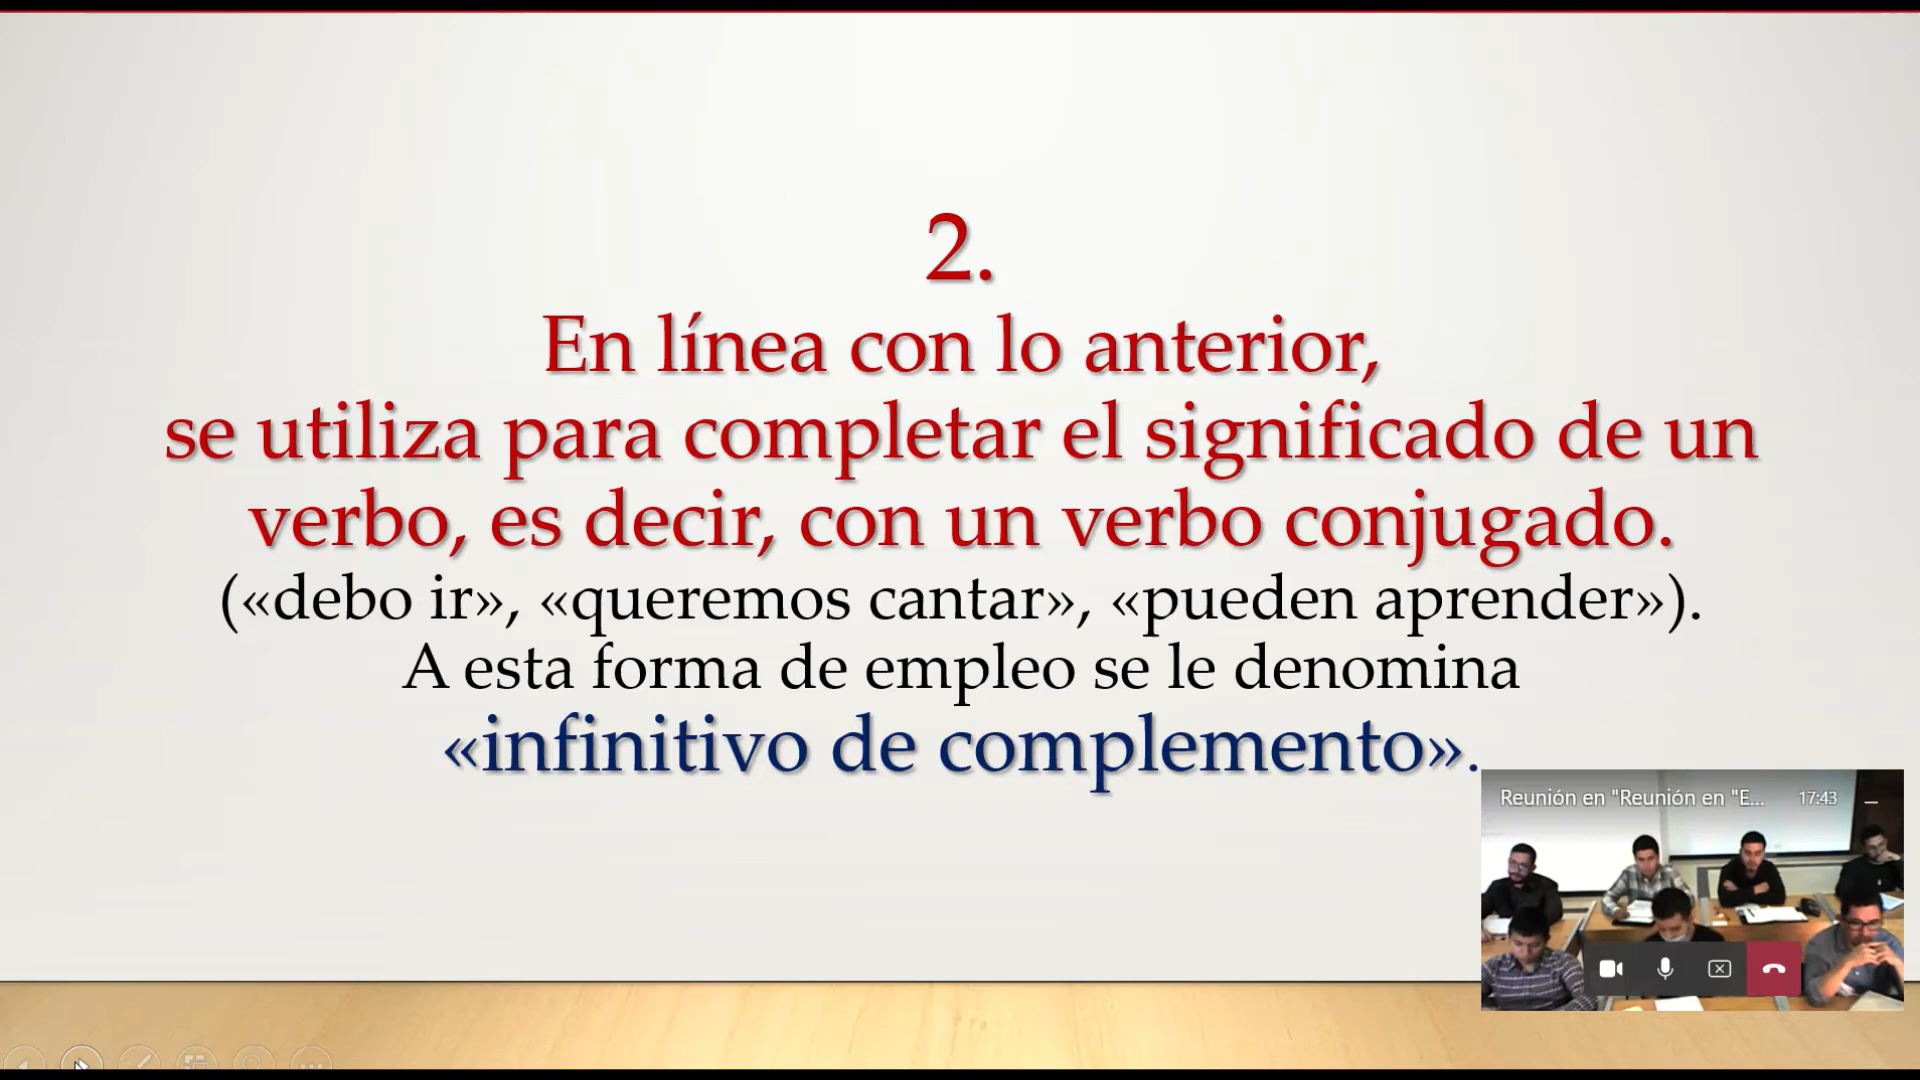 2.
En línea con lo anterior,
se utiliza para completar el significado de un
verbo, es decir, con un verbo conjugado.
(«debo ir», «queremos cantar», «pueden aprender»).
A esta forma de empleo se le denomina
«infinitivo de complemento».
Reunión en "Reunión en "E... 17:43